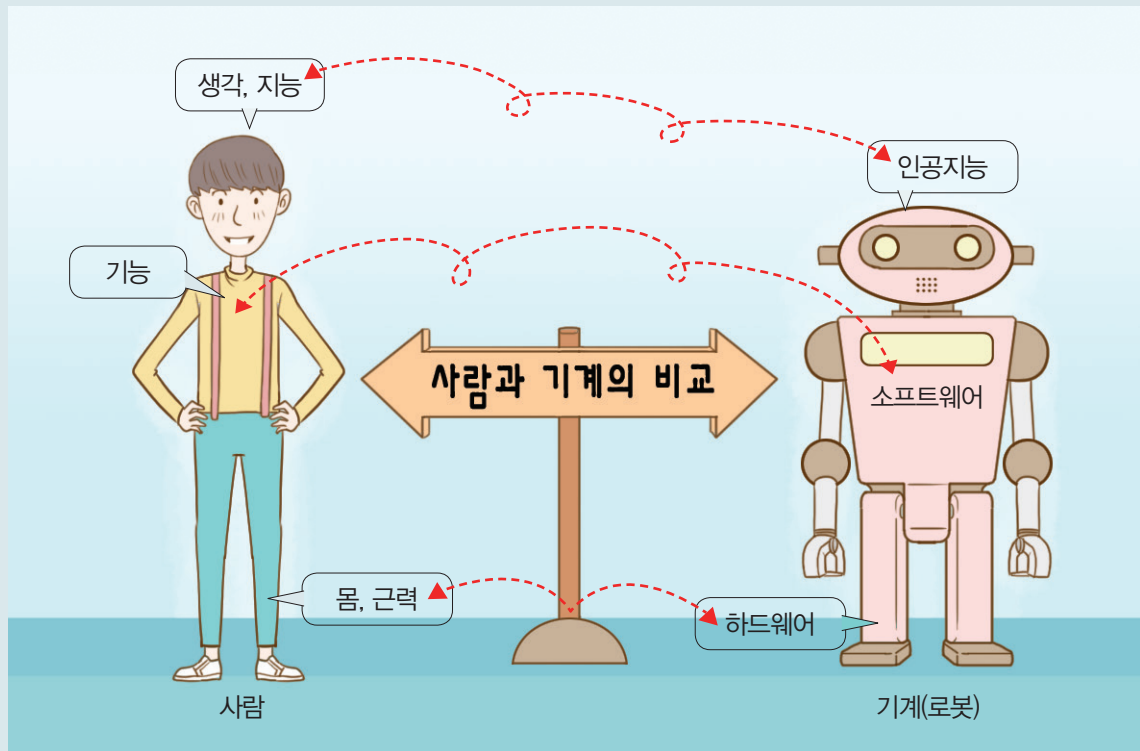 생각, 지능
인공지능
기능
사람과 기계의 비교
소프트웨어
몸, 근력
하드웨어
사람
기계(로봇)